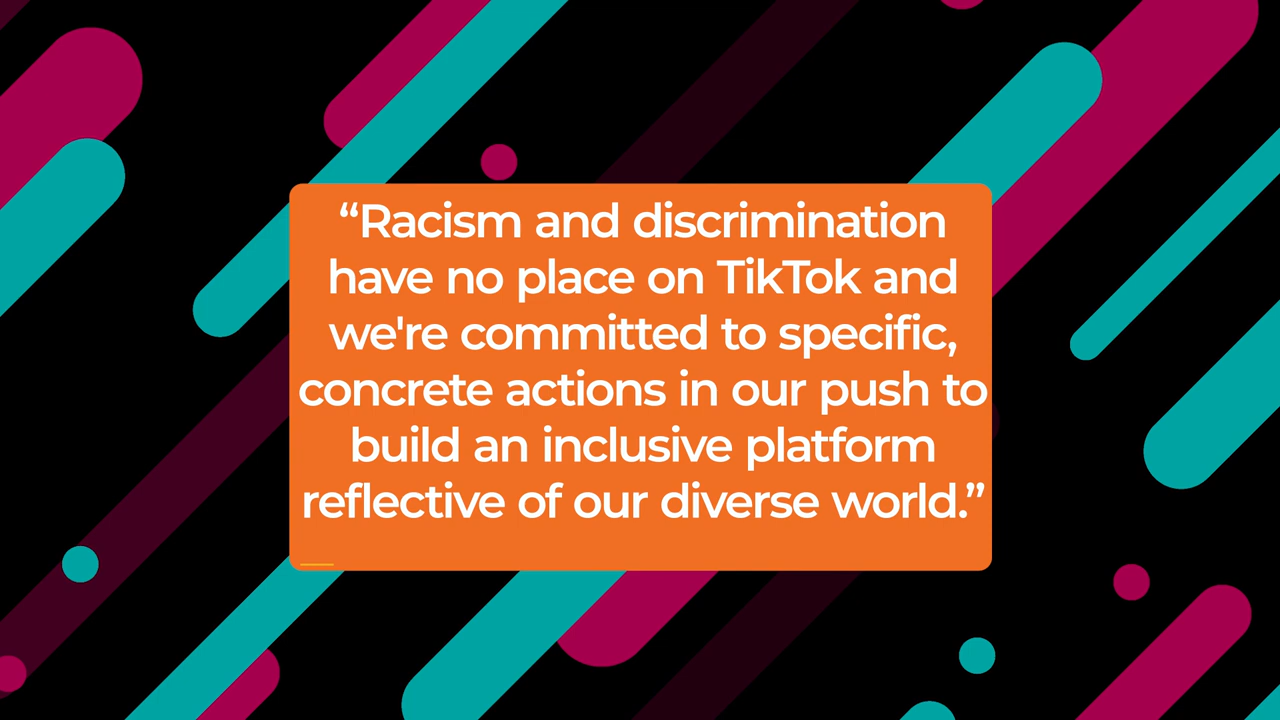 “Racism and discrimination
have no place on TikTok and
we're committed to specific,
concrete actions in our push to
build an inclusive platform
reflective of our diverse world.”